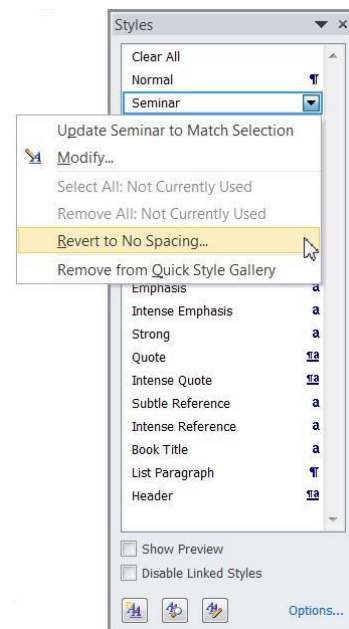 Styles
Clear All
Normal
Seminar
Update Seminar to Match Selection
Modify...
Select All: Not Currently Used
Remove All: Not Currently Used
Revert to No Spacing...
Remove from Quick Style Gallery
Emphasis a
Intense Emphasis a
Strong a
Quote ¶a
Intense Quote ¶a
Subtle Reference a
Intense Reference a
Book Title a
List Paragraph ¶
Header ¶a
Show Preview
Disable Linked Styles
Options...